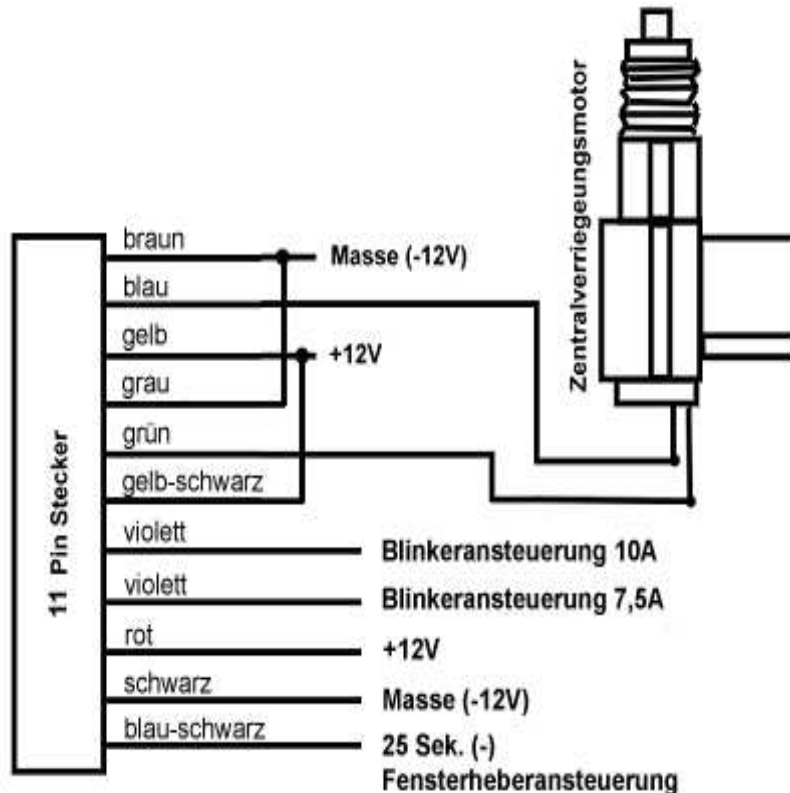 Zentralverriegeungsmotor
11 Pin Stecker
braun
Masse (-12V)
blau
gelb
+12V
grau
grün
gelb-schwarz
violett
Blinkeransteuerung 10A
violett
Blinkeransteuerung 7,5A
rot
+12V
schwarz
Masse (-12V)
blau-schwarz
25 Sek. (-)
Fensterheberansteuerung